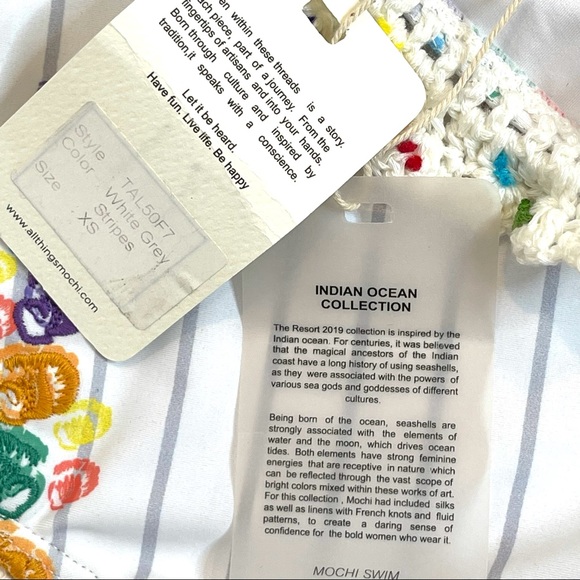 en within these threads is a story.
ach piece, part of a journey. From the
fingertips of artisans and into your hands.
Born through culture and inspired by
tradition,it speaks with a conscience.
Let it be heard.
Have fun. Live life. Be happy
Style TAL50F7
Color White Grey
Stripes
Size XS
www.allthingsmochi.com
INDIAN OCEAN
COLLECTION
The Resort 2019 collection is inspired by the
Indian ocean. For centuries, it was believed
that the magical ancestors of the Indian
coast have a long history of using seashells,
as they were associated with the powers of
various sea gods and goddesses of different
cultures.
Being born of the ocean, seashells are
strongly associated with the elements of
water and the moon, which drives ocean
tides. Both elements have strong feminine
energies that are receptive in nature which
can be reflected through the vast scope of
bright colors mixed within these works of art.
For this collection , Mochi had included silks
as well as linens with French knots and fluid
patterns, to create a daring sense of
confidence for the bold women who wear it.
MOCHI SWIM